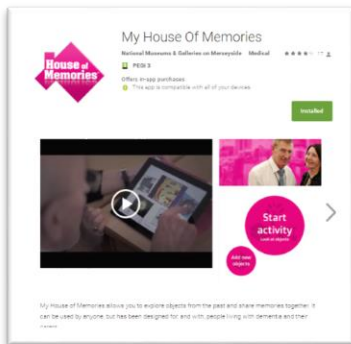 My House Of Memories
National Museums & Galleries on Merseyside Medical
PEGI 3
House of
Memories
Offers in-app purchases
This app is compatible with all of your devices.
Installed
Start
activity
Add new
objects
My House of Memories allows you to explore objects from the past and share memories together. It
can be used by anyone, but has been designed for and with, people living with dementia and their